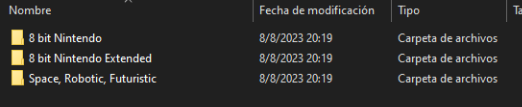 Nombre Fecha de modificación Tipo Ta
8 bit Nintendo 8/8/2023 20:19 Carpeta de archivos
8 bit Nintendo Extended 8/8/2023 20:19 Carpeta de archivos
Space, Robotic, Futuristic 8/8/2023 20:19 Carpeta de archivos